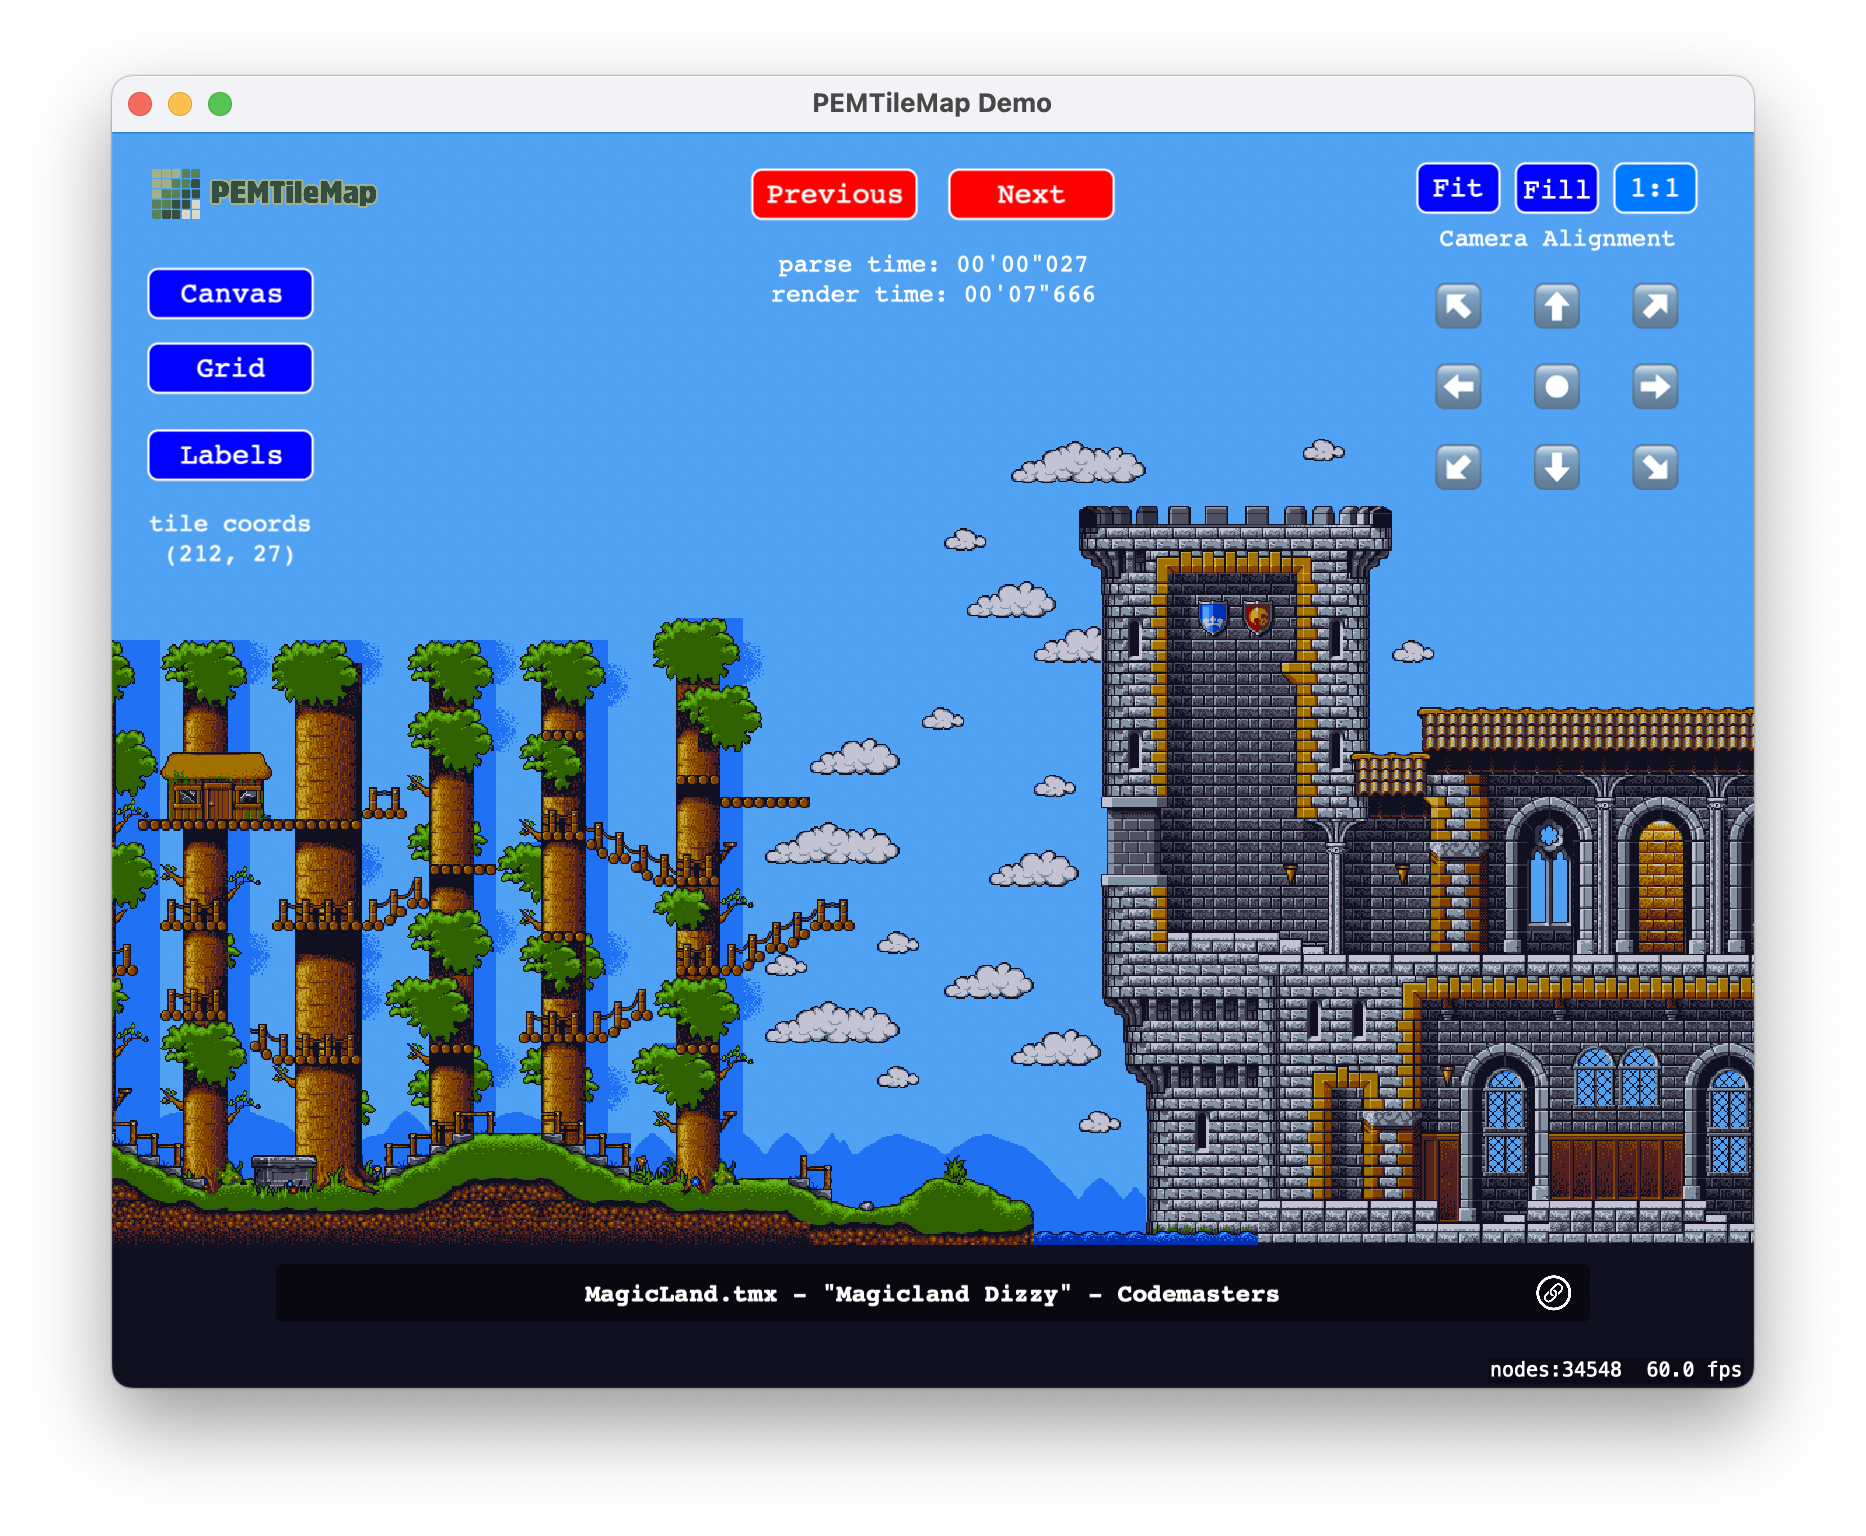 PEMTileMap Demo
PEMTileMap
Previous
Next
Fit
Fill
1:1
Camera Alignment
parse time: 00'00"027
render time: 00'07"666
Canvas
Grid
Labels
tile coords
(212, 27)
MagicLand.tmx - "Magicland Dizzy" - Codemasters
nodes:34548 60.0 fps